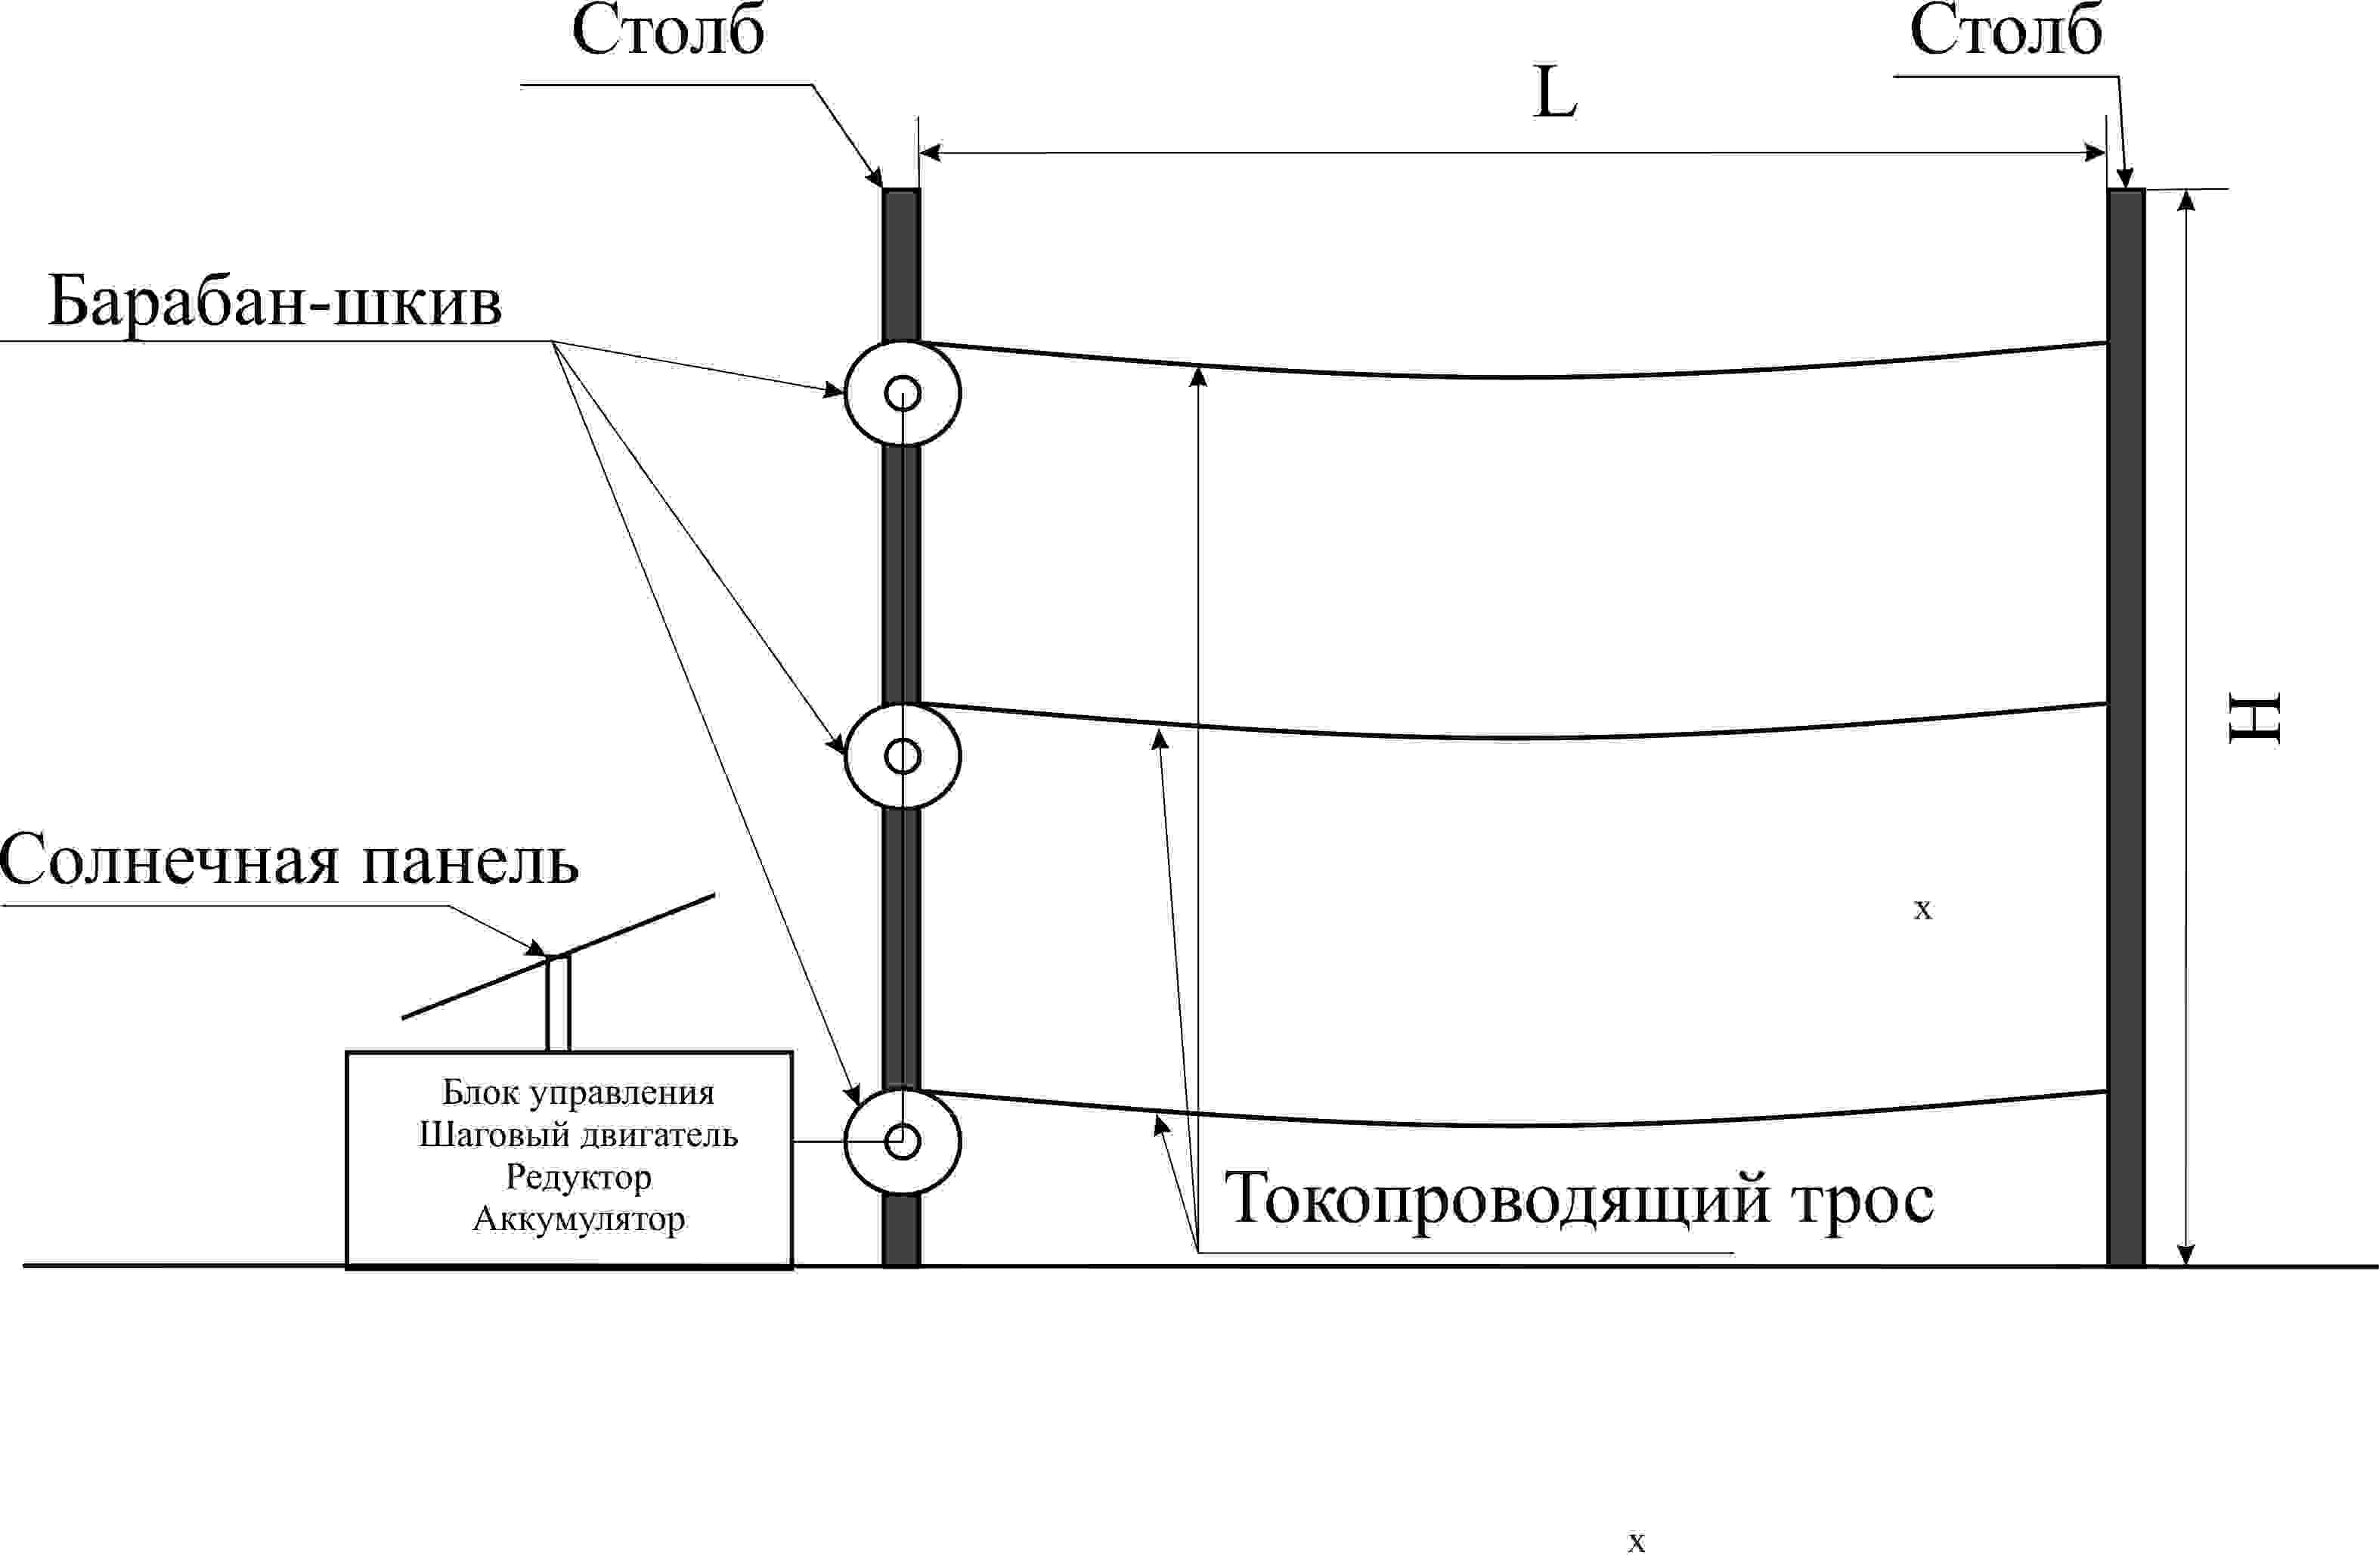 Столб
Столб
L
Барабан-шкив
H
Солнечная панель
x
Блок управления
Шаговый двигатель
Редуктор
Аккумулятор
Токопроводящий трос
x